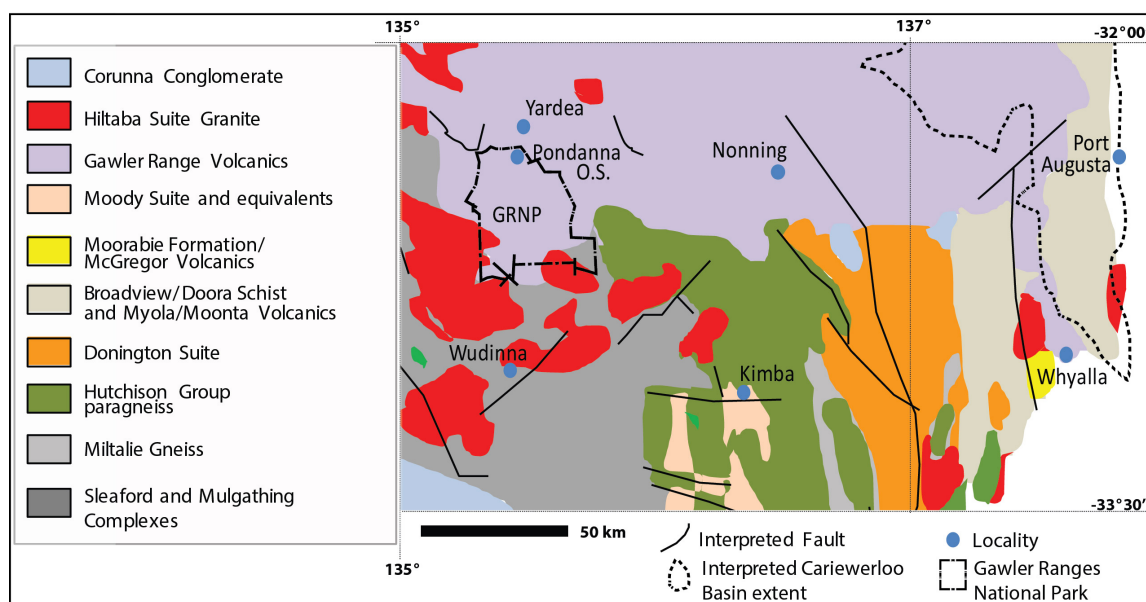 135°
137°
-32°00'
Corunna Conglomerate
Hiltaba Suite Granite
Gawler Range Volcanics
Moody Suite and equivalents
Moorabie Formation/
McGregor Volcanics
Broadview/Doora Schist
and Myola/Moonta Volcanics
Donington Suite
Hutchison Group
paragneiss
Miltalie Gneiss
Sleaford and Mulgathing
Complexes
Yardea
Pondanna
O.S.
Nonning
Port
Augusta
GRNP
Wudinna
Kimba
Whyalla
-33°30'
50 km
135°
Interpreted Fault
Interpreted Cariewerloo
Basin extent
Locality
Gawler Ranges
National Park